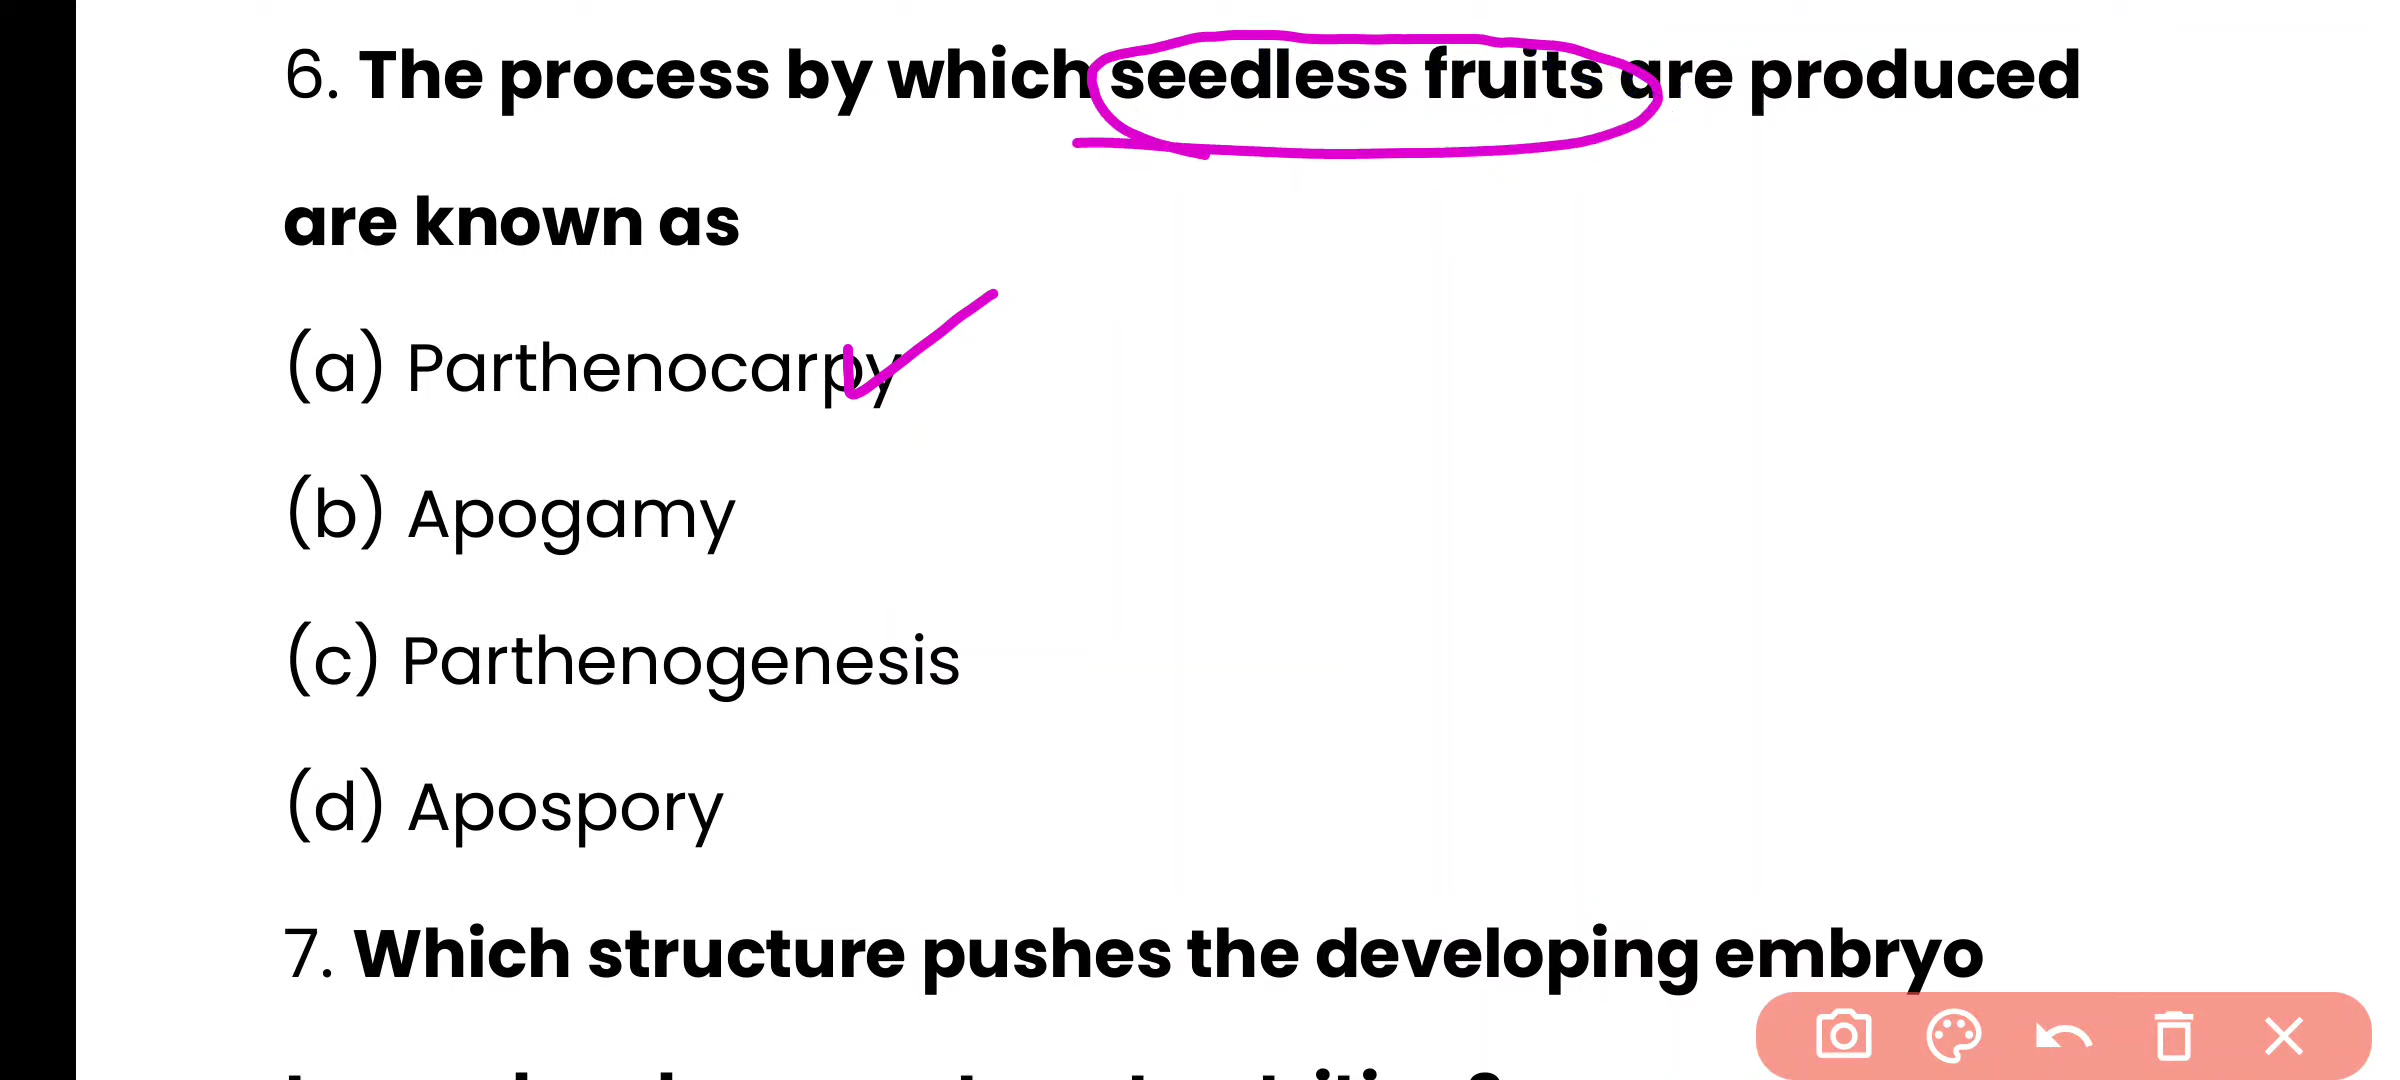 6. The process by which seedless fruits are produced
are known as
(a) Parthenocarpy
(b) Apogamy
(c) Parthenogenesis
(d) Apospory
7. Which structure pushes the developing embryo